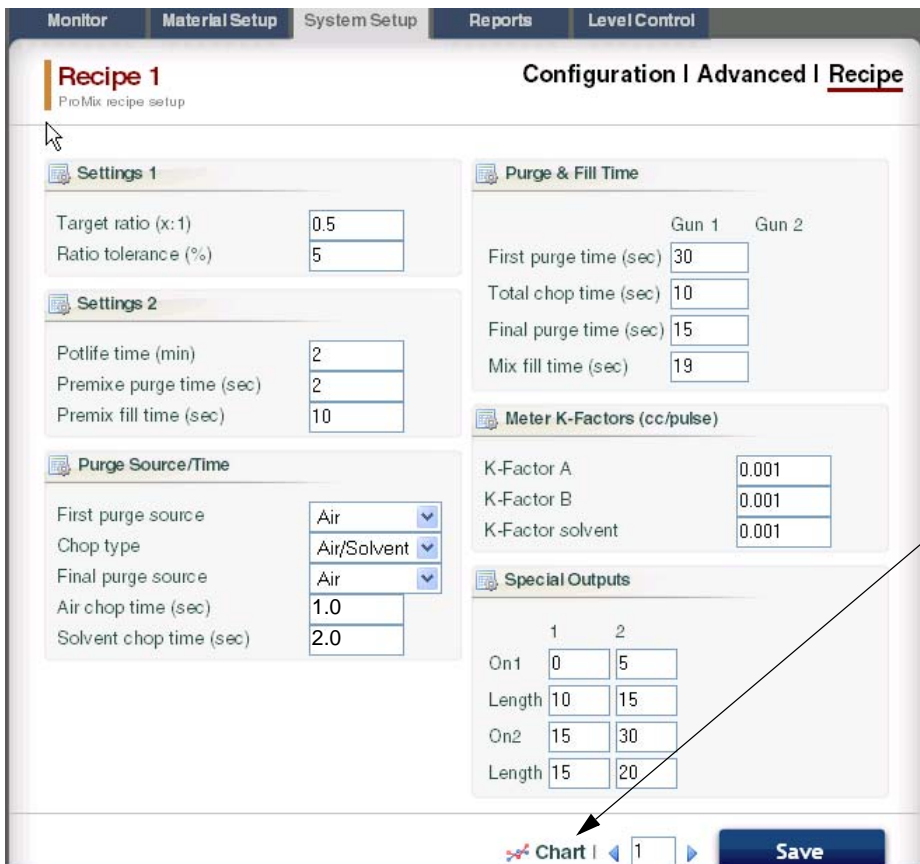 Monitor Material Setup System Setup Reports Level Control
Recipe 1
ProMix recipe setup
Configuration | Advanced | Recipe
Settings 1
Target ratio (x:1) 0.5
Ratio tolerance (%) 5
Settings 2
Potlife time (min) 2
Premixe purge time (sec) 2
Premix fill time (sec) 10
Purge Source/Time
First purge source Air
Chop type Air/Solvent
Final purge source Air
Air chop time (sec) 1.0
Solvent chop time (sec) 2.0
Purge & Fill Time
Gun 1 Gun 2
First purge time (sec) 30
Total chop time (sec) 10
Final purge time (sec) 15
Mix fill time (sec) 19
Meter K-Factors (cc/pulse)
K-Factor A 0.001
K-Factor B 0.001
K-Factor solvent 0.001
Special Outputs
1 2
On1 0 5
Length 10 15
On2 15 30
Length 15 20
Chart | 1 Save